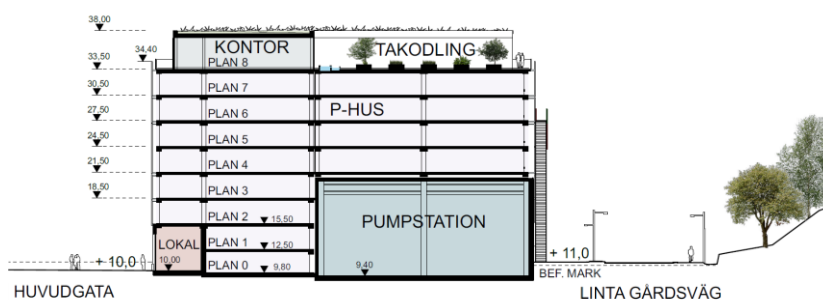 38,00
KONTOR
TAKODLING
34,40
33,50
PLAN 8
30,50
PLAN 7
27,50
P-HUS
PLAN 6
24,50
PLAN 5
21,50
PLAN 4
18,50
PLAN 3
PLAN 2
15,50
PUMPSTATION
LOKAL
PLAN 1
12,50
+ 10,0
10,00
PLAN 0
9,80
9,40
+ 11,0
BEF. MARK
HUVUDGATA
LINTA GÅRDSVÄG